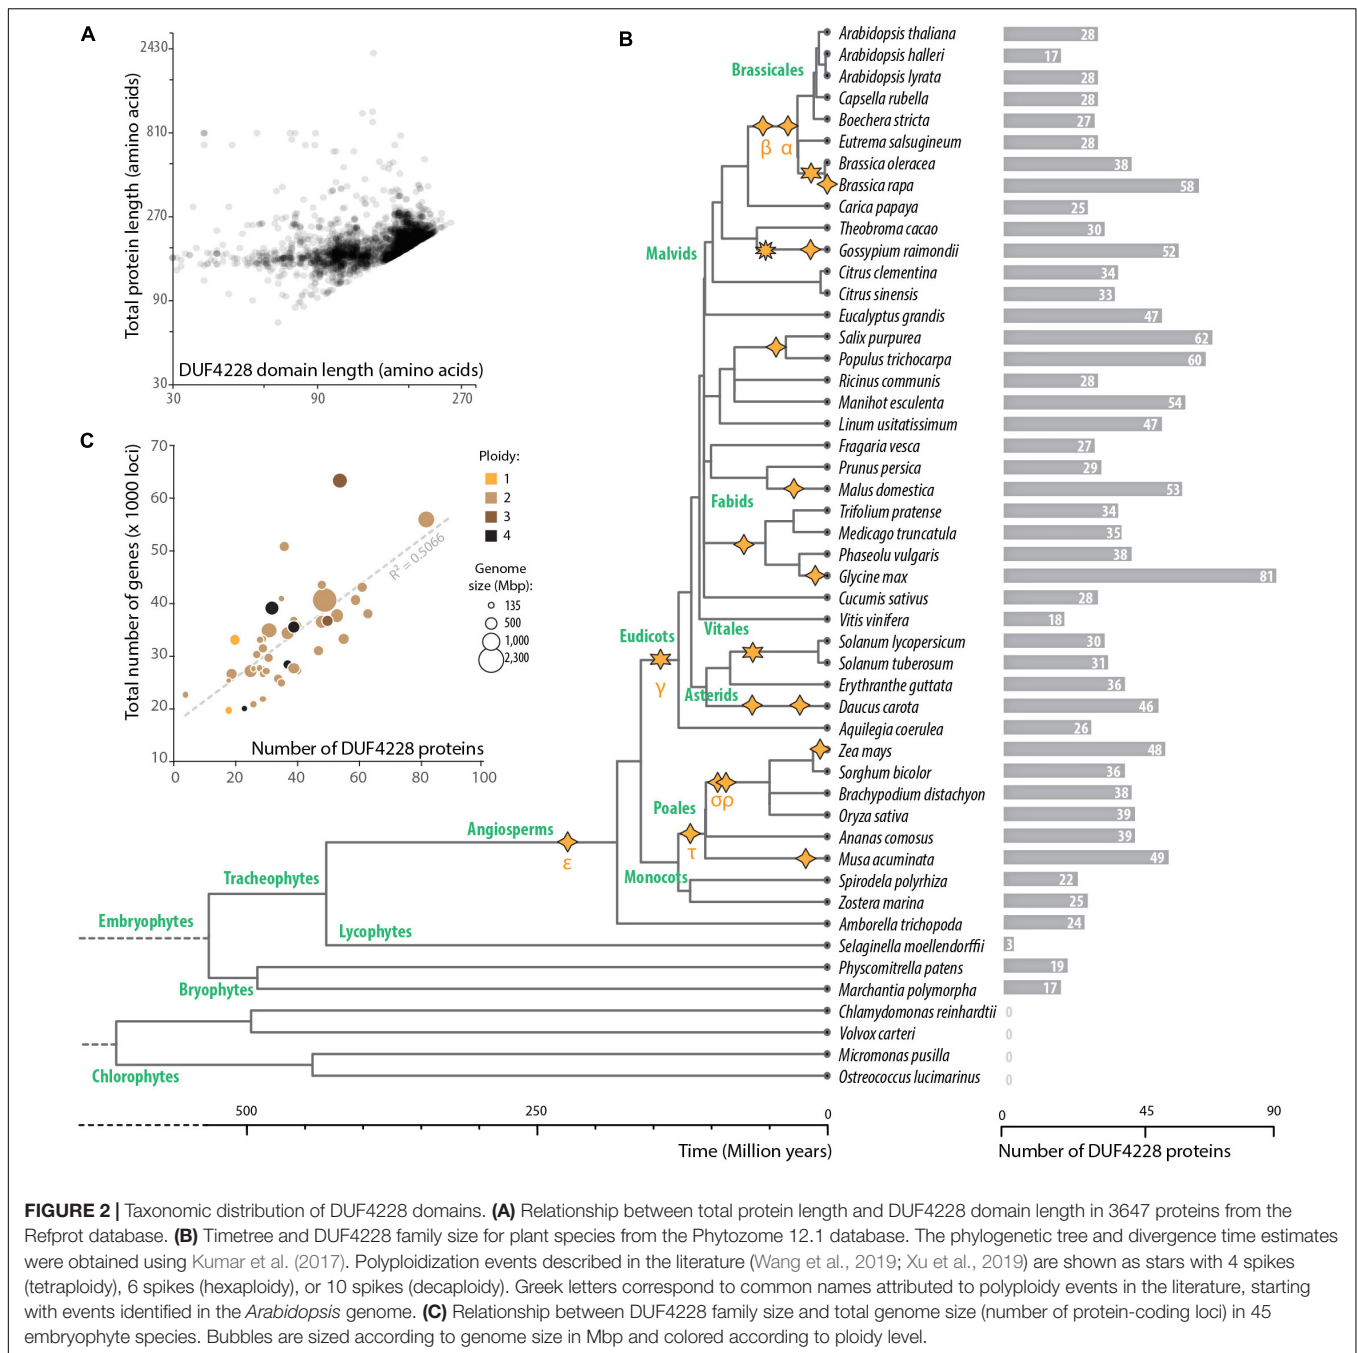 A
Total protein length (amino acids)
2430
810
270
90
30
DUF4228 domain length (amino acids)
30
90
270
B
Brassicales
β
α
Malvids
Fabids
Vitales
Eudicots
γ
Asterids
Poales
σρ
τ
Monocots
Angiosperms
ε
Tracheophytes
Embryophytes
Lycophytes
Bryophytes
Chlorophytes
Arabidopsis thaliana 28
Arabidopsis halleri 17
Arabidopsis lyrata 28
Capsella rubella 28
Boechera stricta 27
Eutrema salsugineum 28
Brassica oleracea 38
Brassica rapa 58
Carica papaya 25
Theobroma cacao 30
Gossypium raimondii 52
Citrus clementina 34
Citrus sinensis 33
Eucalyptus grandis 47
Salix purpurea 62
Populus trichocarpa 60
Ricinus communis 28
Manihot esculenta 54
Linum usitatissimum 47
Fragaria vesca 27
Prunus persica 29
Malus domestica 53
Trifolium pratense 34
Medicago truncatula 35
Phaseolu vulgaris 38
Glycine max 81
Cucumis sativus 28
Vitis vinifera 18
Solanum lycopersicum 30
Solanum tuberosum 31
Erythranthe guttata 36
Daucus carota 46
Aquilegia coerulea 26
Zea mays 48
Sorghum bicolor 36
Brachypodium distachyon 38
Oryza sativa 39
Ananas comosus 39
Musa acuminata 49
Spirodela polyrhiza 22
Zostera marina 25
Amborella trichopoda 24
Selaginella moellendorffii 3
Physcomitrella patens 19
Marchantia polymorpha 17
Chlamydomonas reinhardtii 0
Volvox carteri 0
Micromonas pusilla 0
Ostreococcus lucimarinus 0
500
250
0
Time (Million years)
0
45
90
Number of DUF4228 proteins
C
Total number of genes (x 1000 loci)
70
60
50
40
30
20
10
Ploidy:
1
2
3
4
R² = 0.5066
Genome
size (Mbp):
135
500
1,000
2,300
Number of DUF4228 proteins
0
20
40
60
80
100
FIGURE 2 | Taxonomic distribution of DUF4228 domains. (A) Relationship between total protein length and DUF4228 domain length in 3647 proteins from the
Refprot database. (B) Timetree and DUF4228 family size for plant species from the Phytozome 12.1 database. The phylogenetic tree and divergence time estimates
were obtained using Kumar et al. (2017). Polyploidization events described in the literature (Wang et al., 2019; Xu et al., 2019) are shown as stars with 4 spikes
(tetraploidy), 6 spikes (hexaploidy), or 10 spikes (decaploidy). Greek letters correspond to common names attributed to polyploidy events in the literature, starting
with events identified in the Arabidopsis genome. (C) Relationship between DUF4228 family size and total genome size (number of protein-coding loci) in 45
embryophyte species. Bubbles are sized according to genome size in Mbp and colored according to ploidy level.